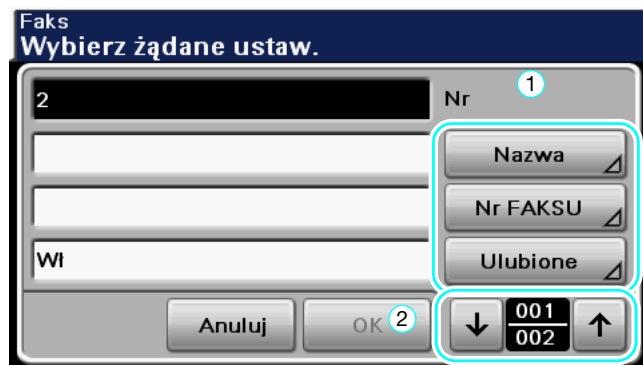 Faks
Wybierz żądane ustaw.
2 Nr 1
Nazwa
Nr FAKSU
Wł Ulubione
Anuluj OK 2 ↓ 001 ↑
002